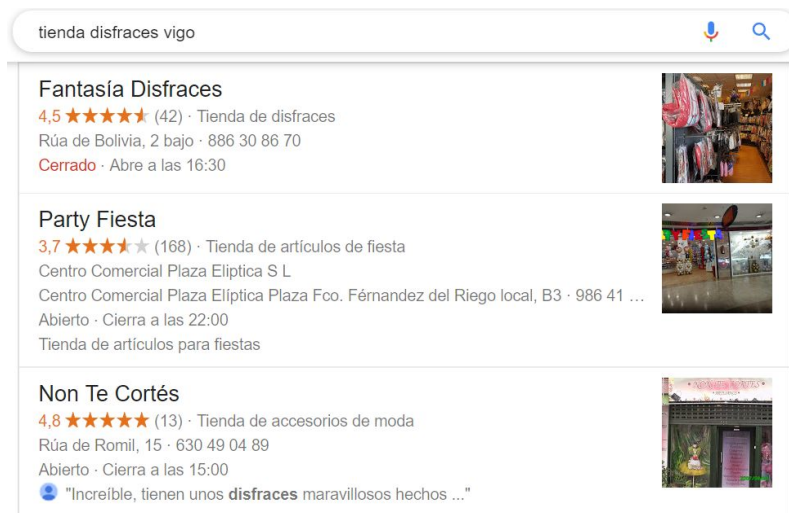 tienda disfraces vigo
Fantasía Disfraces
4,5 (42) · Tienda de disfraces
Rúa de Bolivia, 2 bajo · 886 30 86 70
Cerrado · Abre a las 16:30
Party Fiesta
3,7 (168) · Tienda de artículos de fiesta
Centro Comercial Plaza Eliptica S L
Centro Comercial Plaza Elíptica Plaza Fco. Férnandez del Riego local, B3 · 986 41 ...
Abierto · Cierra a las 22:00
Tienda de artículos para fiestas
Non Te Cortés
4,8 (13) · Tienda de accesorios de moda
Rúa de Romil, 15 · 630 49 04 89
Abierto · Cierra a las 15:00
"Increíble, tienen unos disfraces maravillosos hechos ..."